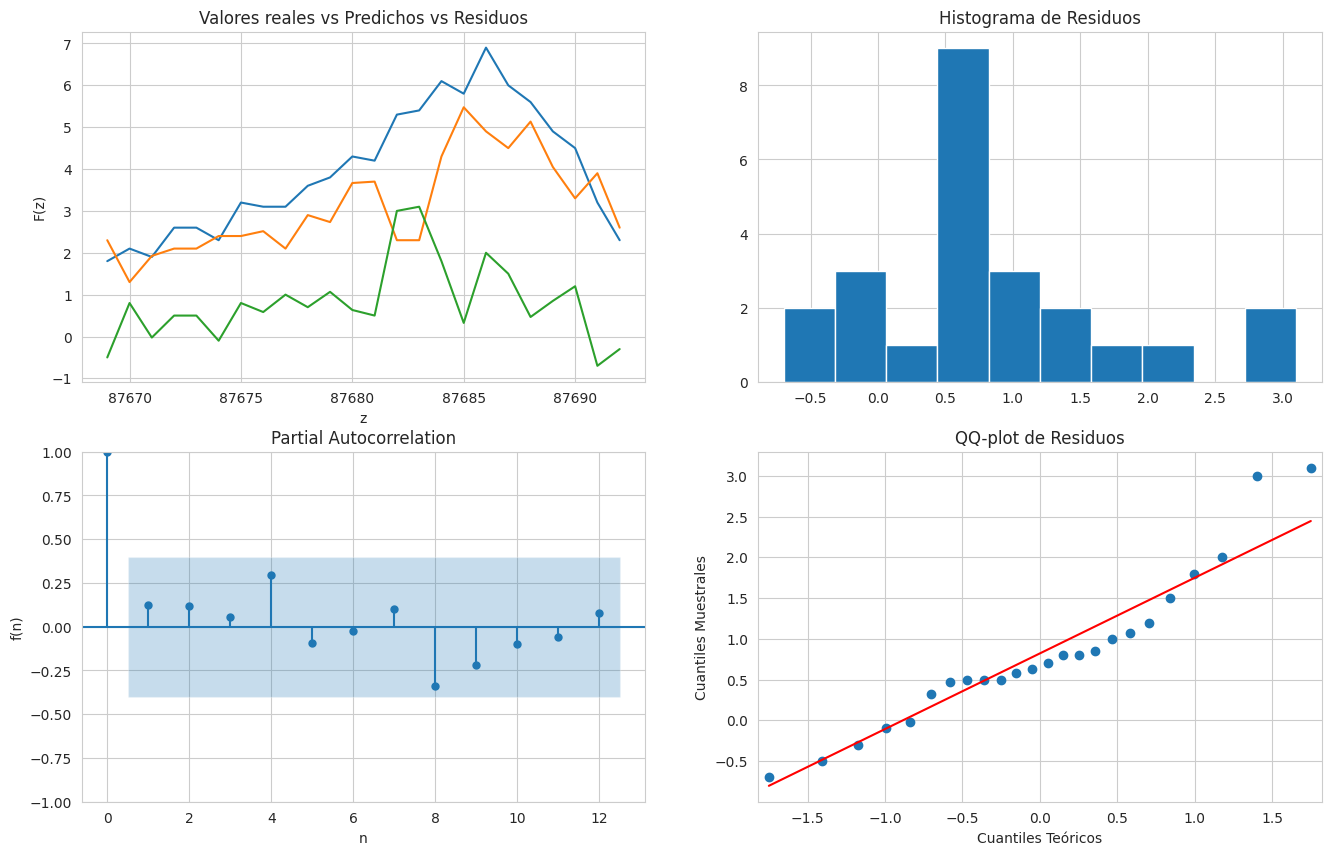 Valores reales vs Predichos vs Residuos
7
6
5
4
3
2
1
0
−1
F(z)
87670 87675 87680 87685 87690
z
Histograma de Residuos
8
6
4
2
0
−0.5 0.0 0.5 1.0 1.5 2.0 2.5 3.0
Partial Autocorrelation
1.00
0.75
0.50
0.25
0.00
−0.25
−0.50
−0.75
−1.00
f(n)
0 2 4 6 8 10 12
n
QQ-plot de Residuos
3.0
2.5
2.0
1.5
1.0
0.5
0.0
−0.5
Cuantiles Muestrales
−1.5 −1.0 −0.5 0.0 0.5 1.0 1.5
Cuantiles Teóricos